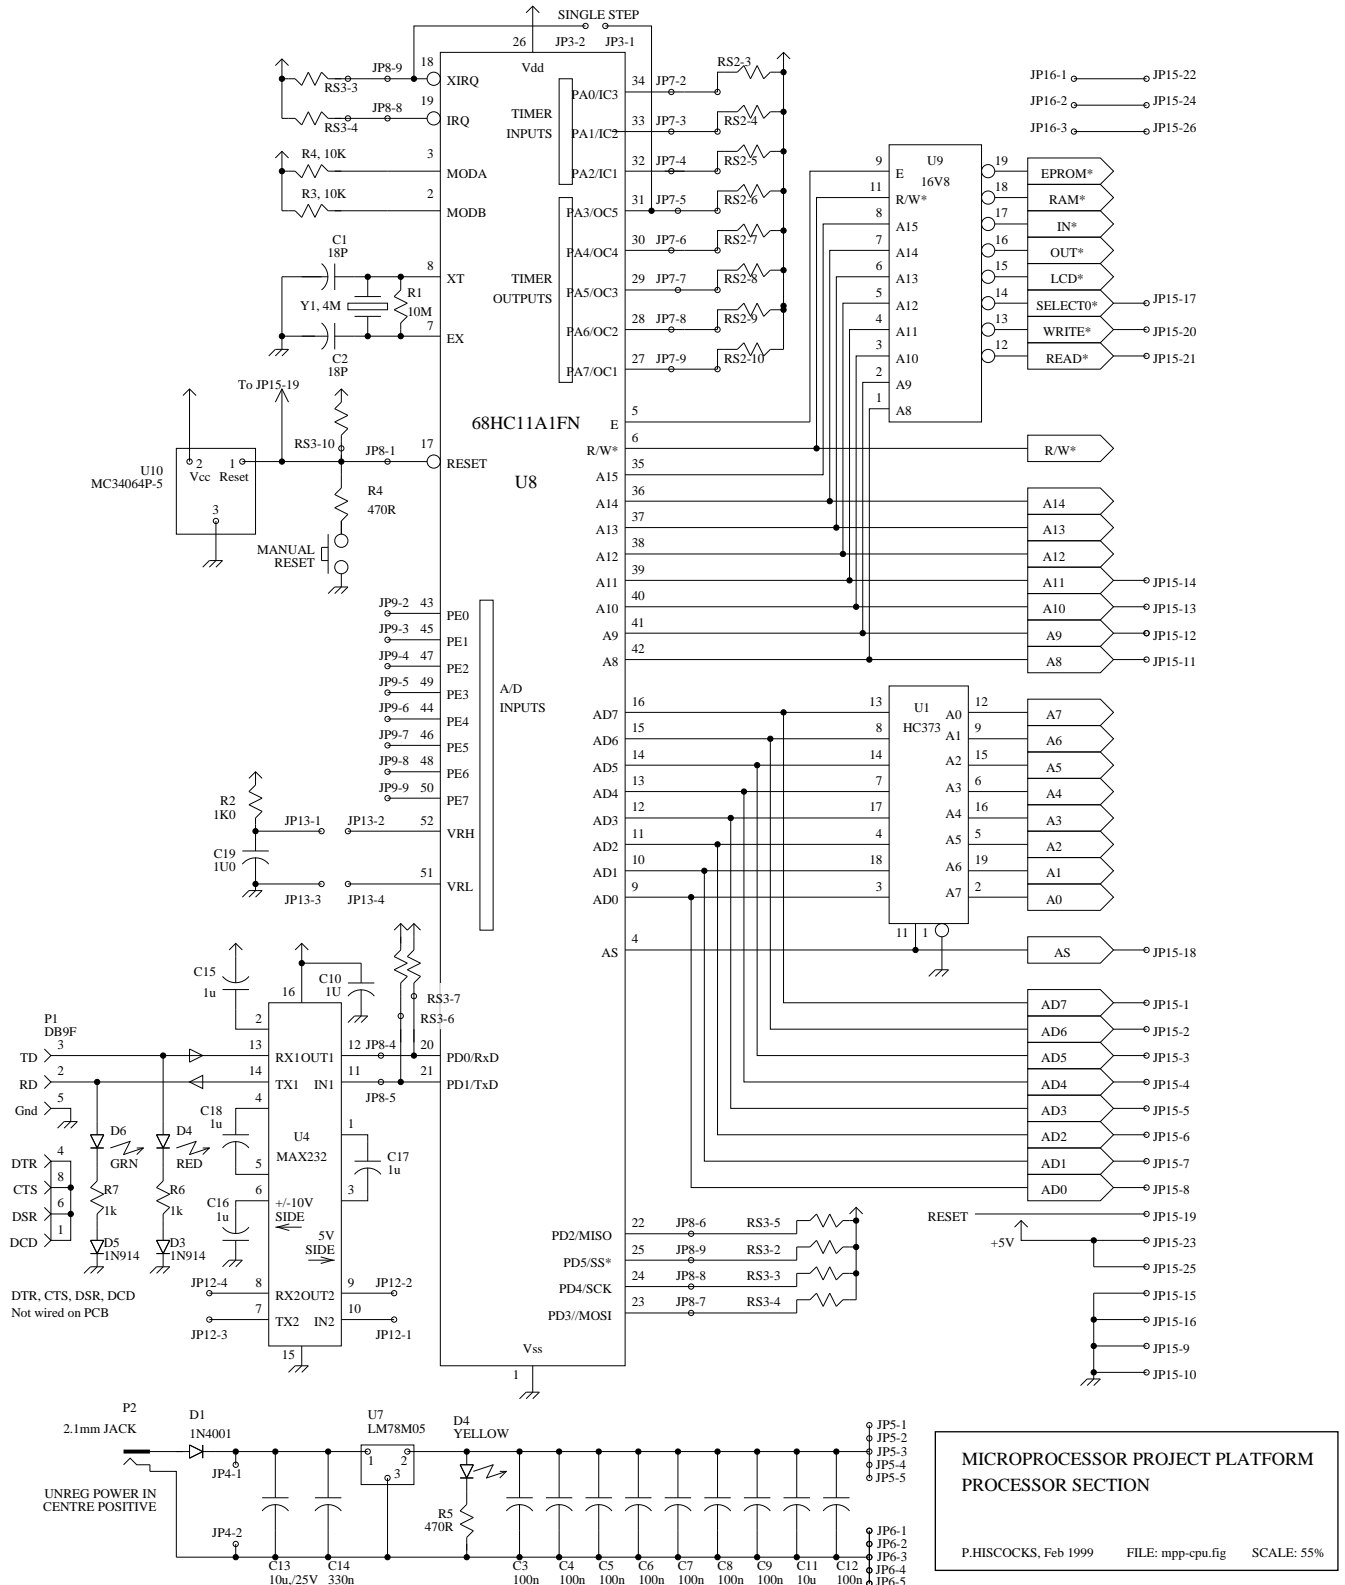 SINGLE STEP
JP3-2
JP3-1
26
Vdd
18
JP8-9
XIRQ
RS3-3
19
JP8-8
IRQ
RS3-4
R4, 10K
3
MODA
R3, 10K
2
MODB
C1
18P
8
XT
Y1, 4M
R1
10M
7
EX
C2
18P
To JP15-19
RS3-10
17
JP8-1
RESET
U10
MC34064P-5
2
Vcc
1
Reset
3
R4
470R
MANUAL
RESET
TIMER
INPUTS
PA0/IC3
34
JP7-2
RS2-3
PA1/IC2
33
JP7-3
RS2-4
PA2/IC1
32
JP7-4
RS2-5
PA3/OC5
31
JP7-5
RS2-6
TIMER
OUTPUTS
PA4/OC4
30
JP7-6
RS2-7
PA5/OC3
29
JP7-7
RS2-8
PA6/OC2
28
JP7-8
RS2-9
PA7/OC1
27
JP7-9
RS2-10
68HC11A1FN
U8
E
5
R/W*
6
A15
35
A14
36
A13
37
A12
38
A11
39
A10
40
A9
41
A8
42
JP16-1
JP15-22
JP16-2
JP15-24
JP16-3
JP15-26
U9
16V8
9
E
11
R/W*
8
A15
7
A14
6
A13
5
A12
4
A11
3
A10
2
A9
1
A8
19
EPROM*
18
RAM*
17
IN*
16
OUT*
15
LCD*
14
SELECT0*
JP15-17
13
WRITE*
JP15-20
12
READ*
JP15-21
R/W*
A14
A13
A12
A11
JP15-14
A10
JP15-13
A9
JP15-12
A8
JP15-11
JP9-2
43
PE0
JP9-3
45
PE1
JP9-4
47
PE2
JP9-5
49
PE3
JP9-6
44
PE4
JP9-7
46
PE5
JP9-8
48
PE6
JP9-9
50
PE7
A/D
INPUTS
R2
1K0
JP13-1
JP13-2
52
VRH
C19
1U0
JP13-3
JP13-4
51
VRL
AD7
16
AD6
15
AD5
14
AD4
13
AD3
12
AD2
11
AD1
10
AD0
9
AS
4
U1
HC373
13
A0
12
A7
8
A1
9
A6
14
A2
15
A5
7
A3
6
A4
17
A4
16
A3
4
A5
5
A2
18
A6
19
A1
3
A7
2
A0
11
1
AS
JP15-18
AD7
JP15-1
AD6
JP15-2
AD5
JP15-3
AD4
JP15-4
AD3
JP15-5
AD2
JP15-6
AD1
JP15-7
AD0
JP15-8
RESET
JP15-19
+5V
JP15-23
JP15-25
JP15-15
JP15-16
JP15-9
JP15-10
C15
1u
16
C10
1U
RS3-7
RS3-6
2
P1
DB9F
TD
3
13
RX1OUT1
12
JP8-4
20
PD0/RxD
RD
2
14
TX1
IN1
11
JP8-5
21
PD1/TxD
Gnd
5
4
C18
1u
5
U4
MAX232
1
C17
1u
3
D6
GRN
D4
RED
DTR
4
CTS
8
DSR
6
DCD
1
R7
1k
R6
1k
D5
1N914
D3
1N914
6
C16
1u
+/-10V
SIDE
5V
SIDE
JP12-4
8
RX2OUT2
9
JP12-2
JP12-3
7
TX2
IN2
10
JP12-1
15
DTR, CTS, DSR, DCD
Not wired on PCB
PD2/MISO
22
JP8-6
RS3-5
PD5/SS*
25
JP8-9
RS3-2
PD4/SCK
24
JP8-8
RS3-3
PD3//MOSI
23
JP8-7
RS3-4
Vss
1
P2
2.1mm JACK
D1
1N4001
JP4-1
UNREG POWER IN
CENTRE POSITIVE
JP4-2
C13
10u,/25V
C14
330n
U7
LM78M05
1
2
3
D4
YELLOW
R5
470R
C3
100n
C4
100n
C5
100n
C6
100n
C7
100n
C8
100n
C9
100n
C11
10u
C12
100n
JP5-1
JP5-2
JP5-3
JP5-4
JP5-5
JP6-1
JP6-2
JP6-3
JP6-4
JP6-5
MICROPROCESSOR PROJECT PLATFORM
PROCESSOR SECTION
P.HISCOCKS, Feb 1999 FILE: mpp-cpu.fig SCALE: 55%